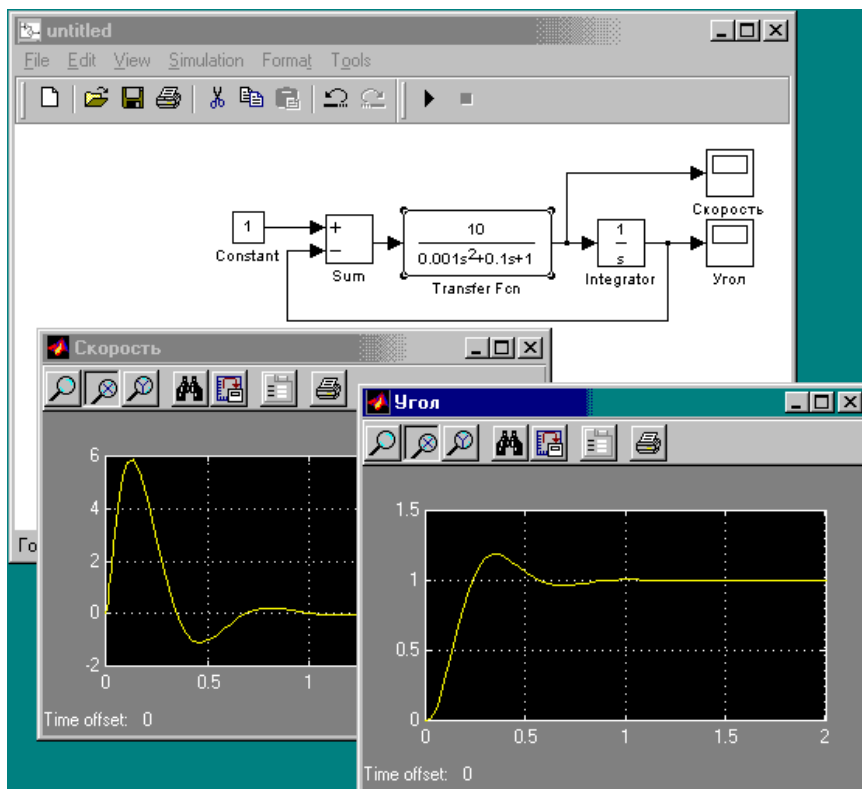 untitled
File Edit View Simulation Format Tools
Скорость
1
Constant
+
−
Sum
10
0.001s2+0.1s+1
Transfer Fcn
1
s
Integrator
Угол
Скорость
6
4
2
0
-2
0 0.5 1
Time offset: 0
Го
Угол
1.5
1
0.5
0
0 0.5 1 1.5 2
Time offset: 0